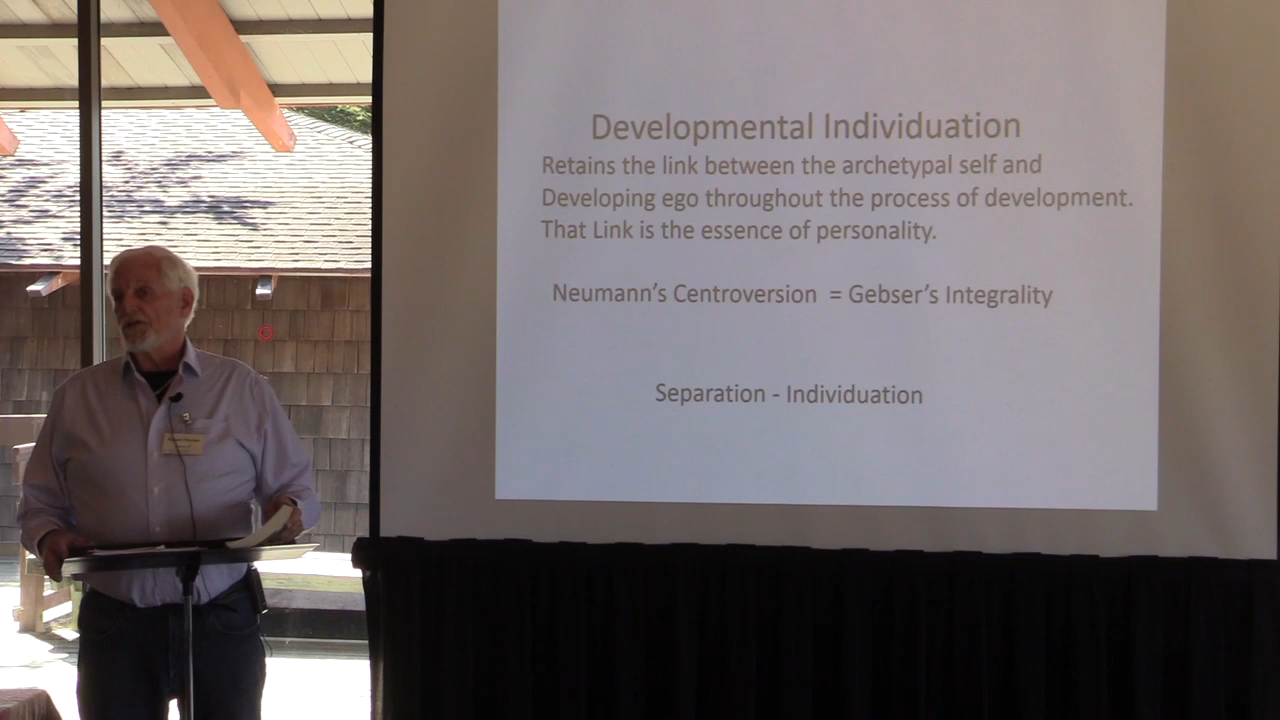 Developmental Individuation
Retains the link between the archetypal self and
Developing ego throughout the process of development.
That Link is the essence of personality.
Neumann's Centroversion = Gebser's Integrality
Separation - Individuation